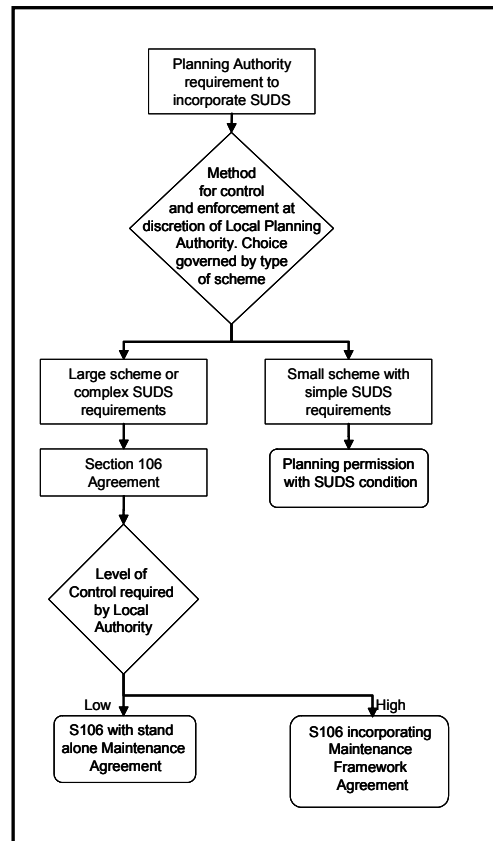 Planning Authority
requirement to
incorporate SUDS
Method
for control
and enforcement at
discretion of Local Planning
Authority. Choice
governed by type
of scheme
Large scheme or
complex SUDS
requirements
Small scheme with
simple SUDS
requirements
Section 106
Agreement
Planning permission
with SUDS condition
Level of
Control required
by Local
Authority
Low
High
S106 with stand
alone Maintenance
Agreement
S106 incorporating
Maintenance
Framework
Agreement